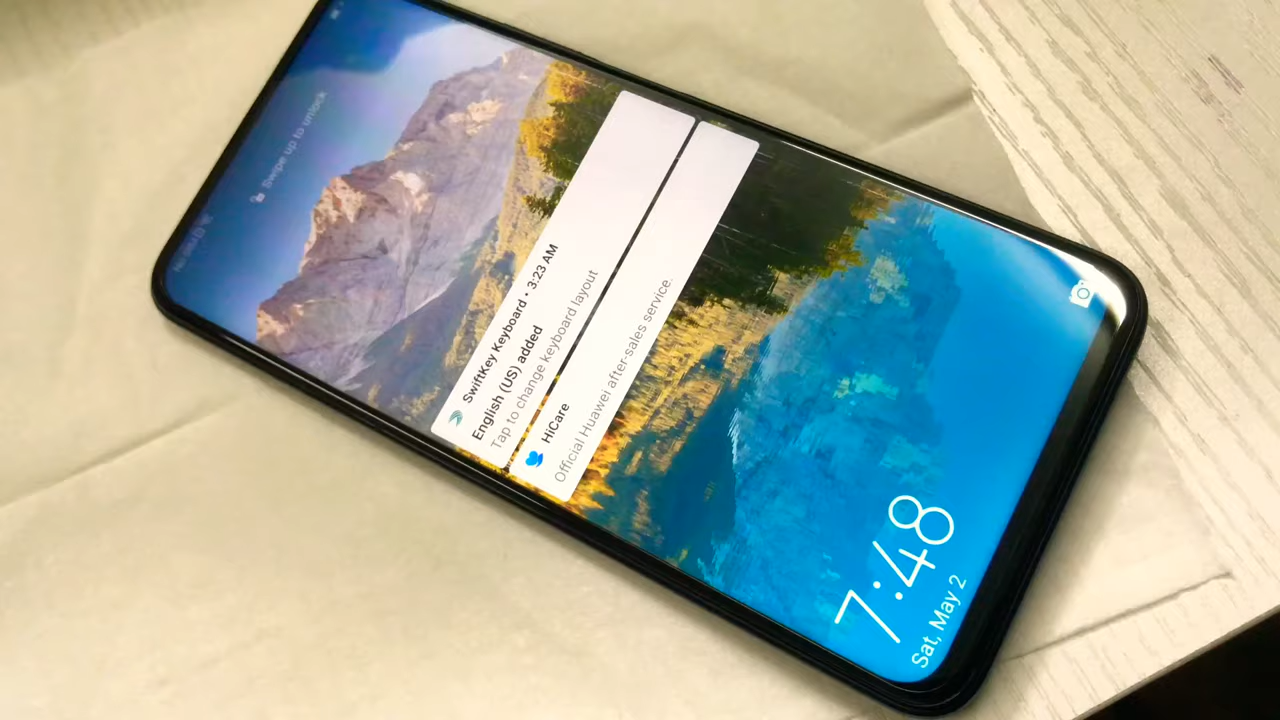 Swipe up to unlock
SwiftKey Keyboard • 3:23 AM
English (US) added
Tap to change keyboard layout
HiCare
Official Huawei after-sales service.
7:48
Sat, May 2